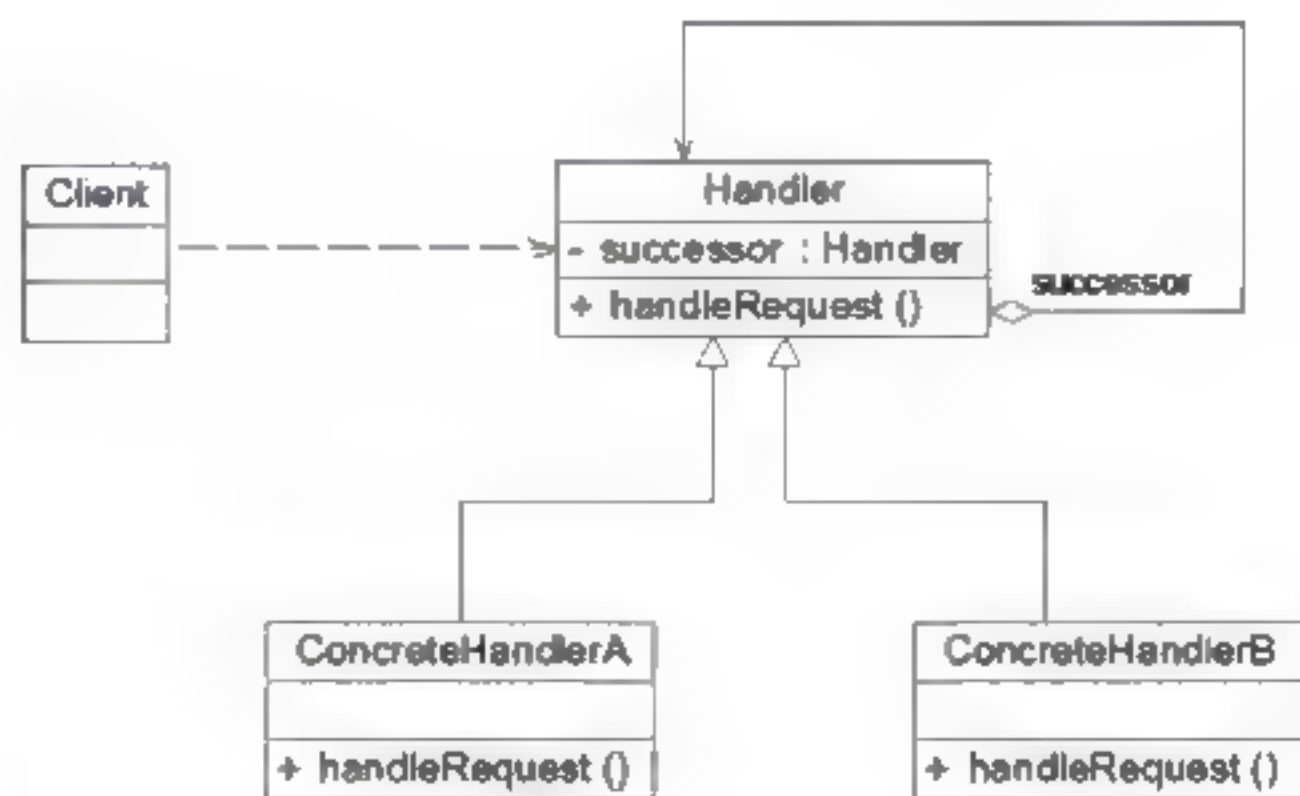 Client
Handler
- successor : Handler
+ handleRequest ()
successor
ConcreteHandlerA
+ handleRequest ()
ConcreteHandlerB
+ handleRequest ()